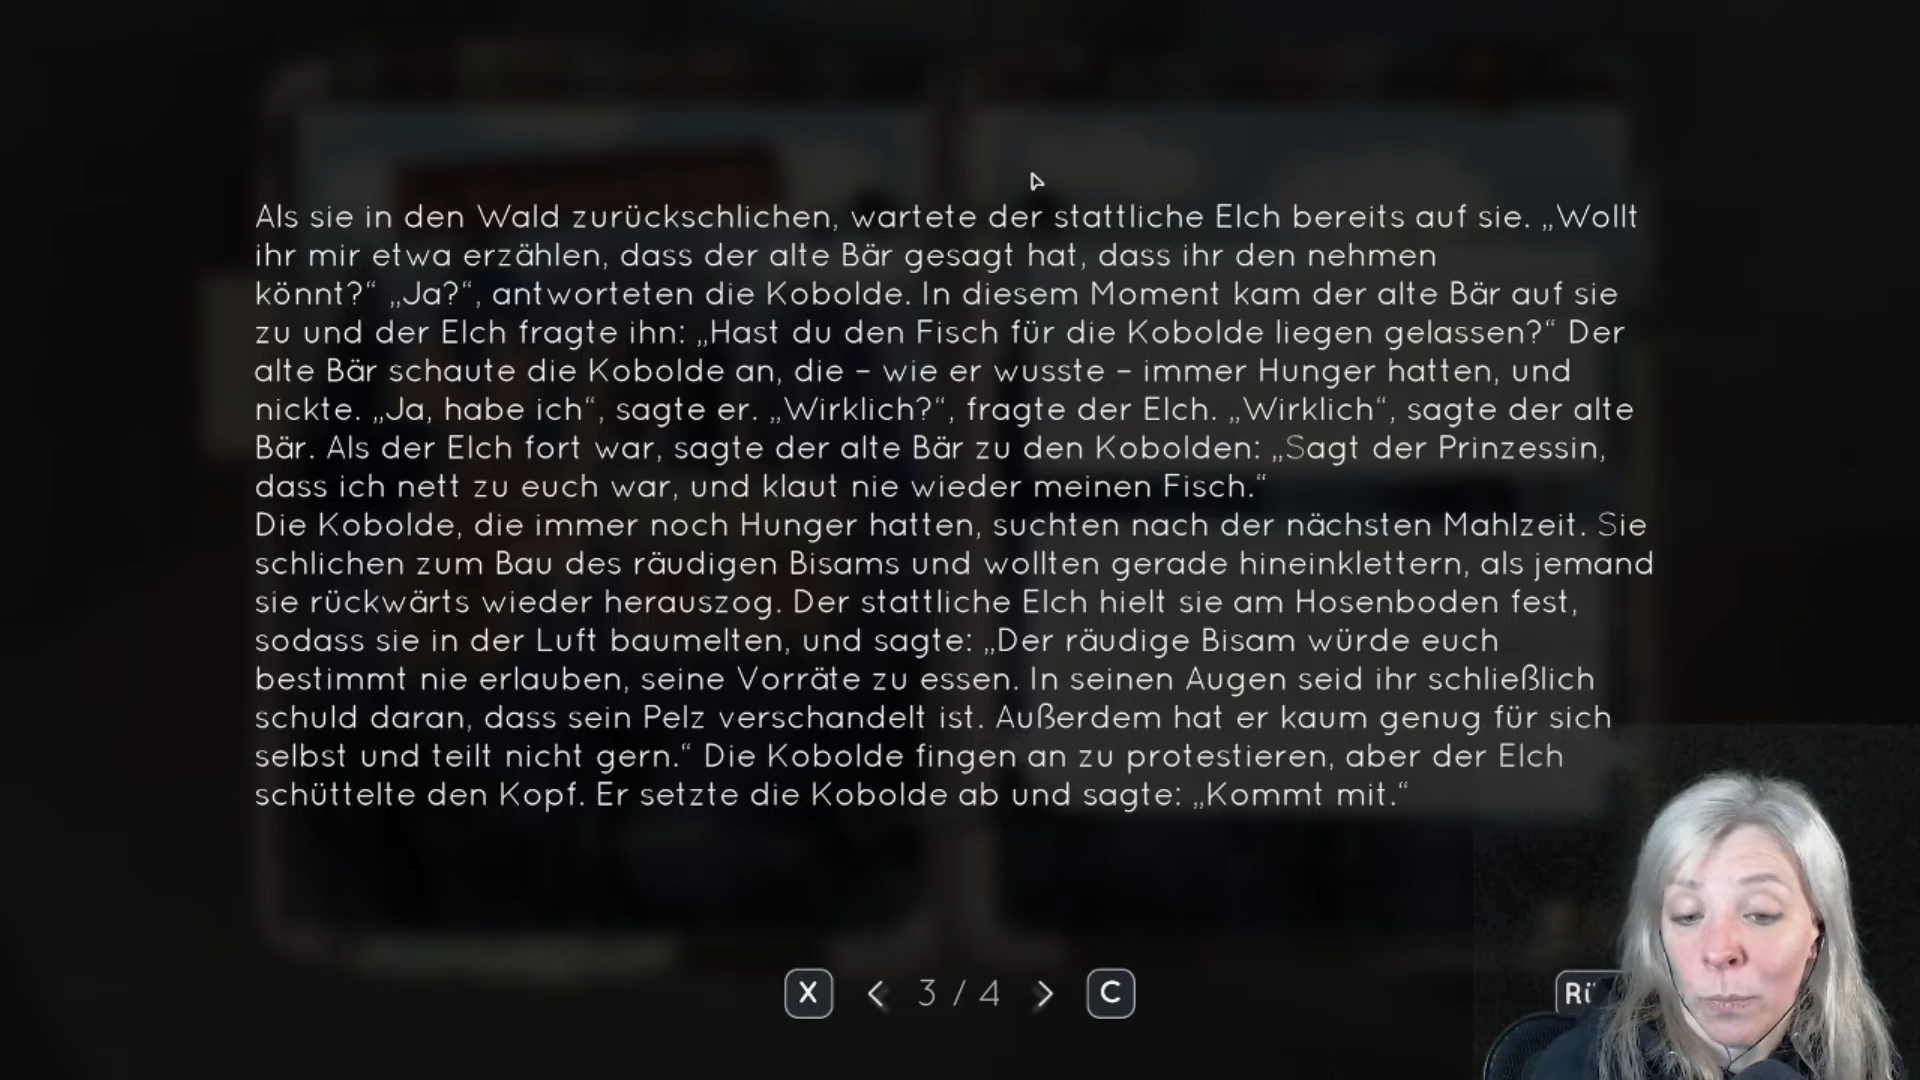 Als sie in den Wald zurückschlichen, wartete der stattliche Elch bereits auf sie. „Wollt
ihr mir etwa erzählen, dass der alte Bär gesagt hat, dass ihr den nehmen
könnt?“ „Ja?“, antworteten die Kobolde. In diesem Moment kam der alte Bär auf sie
zu und der Elch fragte ihn: „Hast du den Fisch für die Kobolde liegen gelassen?“ Der
alte Bär schaute die Kobolde an, die – wie er wusste – immer Hunger hatten, und
nickte. „Ja, habe ich“, sagte er. „Wirklich?“, fragte der Elch. „Wirklich“, sagte der alte
Bär. Als der Elch fort war, sagte der alte Bär zu den Kobolden: „Sagt der Prinzessin,
dass ich nett zu euch war, und klaut nie wieder meinen Fisch.“
Die Kobolde, die immer noch Hunger hatten, suchten nach der nächsten Mahlzeit. Sie
schlichen zum Bau des räudigen Bisams und wollten gerade hineinklettern, als jemand
sie rückwärts wieder herauszog. Der stattliche Elch hielt sie am Hosenboden fest,
sodass sie in der Luft baumelten, und sagte: „Der räudige Bisam würde euch
bestimmt nie erlauben, seine Vorräte zu essen. In seinen Augen seid ihr schließlich
schuld daran, dass sein Pelz verschandelt ist. Außerdem hat er kaum genug für sich
selbst und teilt nicht gern.“ Die Kobolde fingen an zu protestieren, aber der Elch
schüttelte den Kopf. Er setzte die Kobolde ab und sagte: „Kommt mit.“
X < 3 / 4 > C